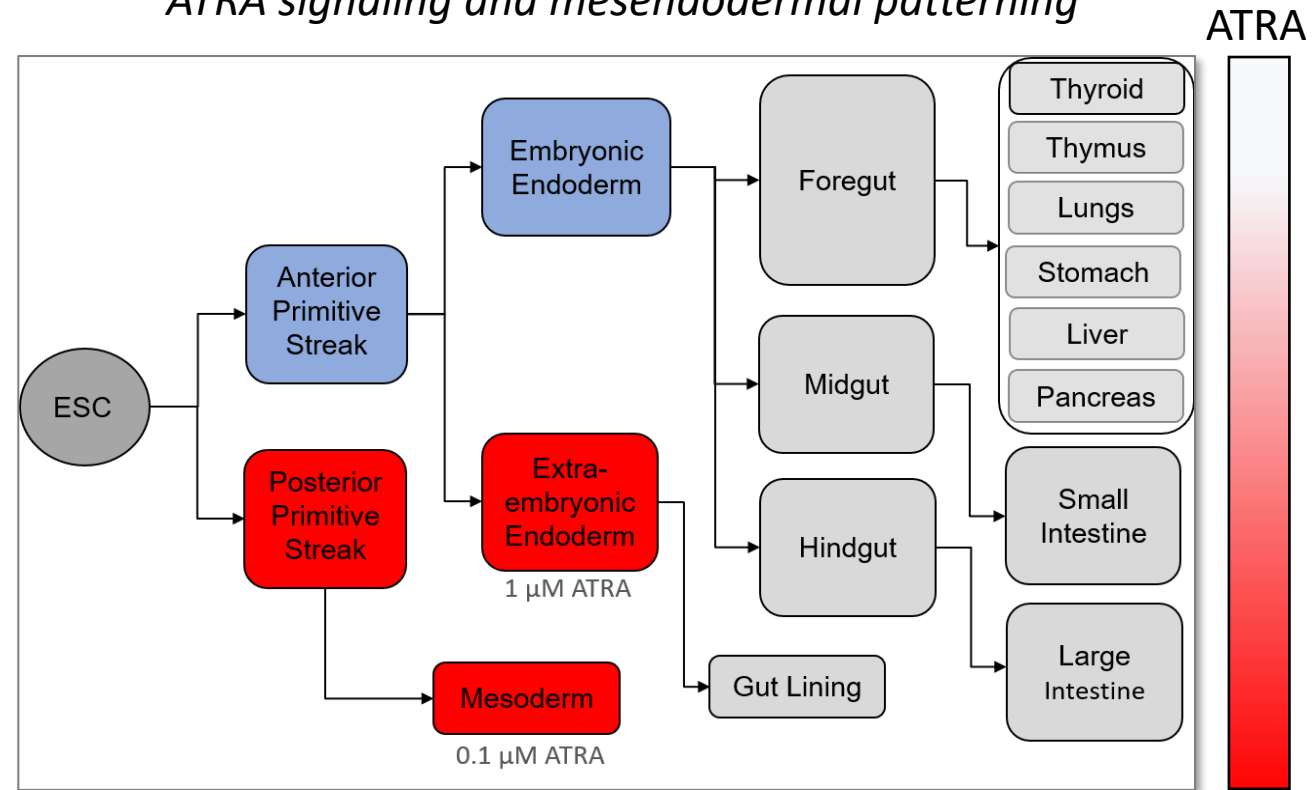 ATRA signaling and mesendodermal patterning
ATRA
Thyroid
Thymus
Lungs
Stomach
Liver
Pancreas
Embryonic
Endoderm
Foregut
Anterior
Primitive
Streak
Midgut
ESC
Posterior
Primitive
Streak
Extra-
embryonic
Endoderm
1 µM ATRA
Hindgut
Small
Intestine
Large
Intestine
Gut Lining
Mesoderm
0.1 µM ATRA